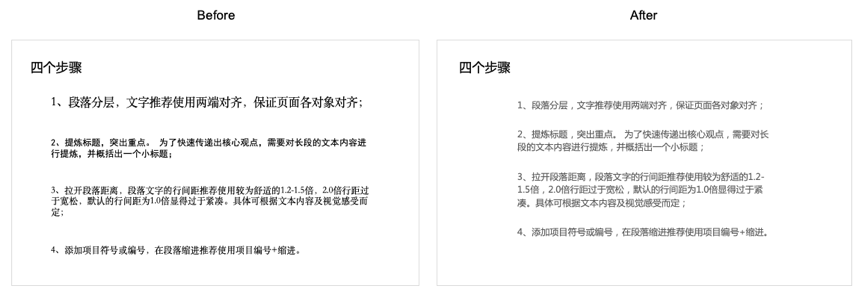 Before
四个步骤
1、段落分层，文字推荐使用两端对齐，保证页面各对象对齐；
2、提炼标题，突出重点。 为了快速传递出核心观点，需要对长段的文本内容进
行提炼，并概括出一个小标题；
3、拉开段落距离，段落文字的行间距推荐使用较为舒适的1.2-1.5倍，2.0倍行距过
于宽松，默认的行间距为1.0倍显得过于紧凑。具体可根据文本内容及视觉感受而
定；
4、添加项目符号或编号，在段落缩进推荐使用项目编号+缩进。
After
四个步骤
1、段落分层，文字推荐使用两端对齐，保证页面各对象对齐；
2、提炼标题，突出重点。 为了快速传递出核心观点，需要对长
段的文本内容进行提炼，并概括出一个小标题；
3、拉开段落距离，段落文字的行间距推荐使用较为舒适的1.2-
1.5倍，2.0倍行距过于宽松，默认的行间距为1.0倍显得过于紧
凑。具体可根据文本内容及视觉感受而定；
4、添加项目符号或编号，在段落缩进推荐使用项目编号+缩进。